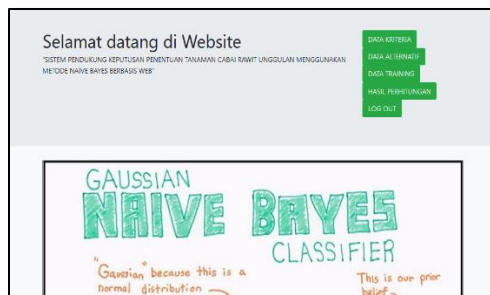 Selamat datang di Website
"SISTEM PENDUKUNG KEPUTUSAN PENENTUAN TANAMAN CABAI RAWIT UNGGULAN MENGGUNAKAN
METODE NAIVE BAYES BERBASIS WEB"
DATA KRITERIA
DATA ALTERNATIF
DATA TRAINING
HASIL PERHITUNGAN
LOG OUT
GAUSSIAN
NAIVE BAYES
CLASSIFIER
"Gaussian" because this is a
normal distribution
This is our prior
belief